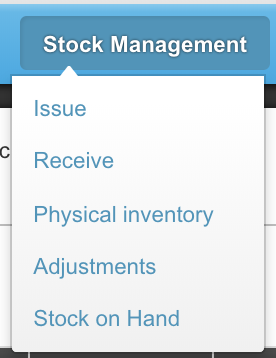 Stock Management
Issue
Receive
Physical inventory
Adjustments
Stock on Hand